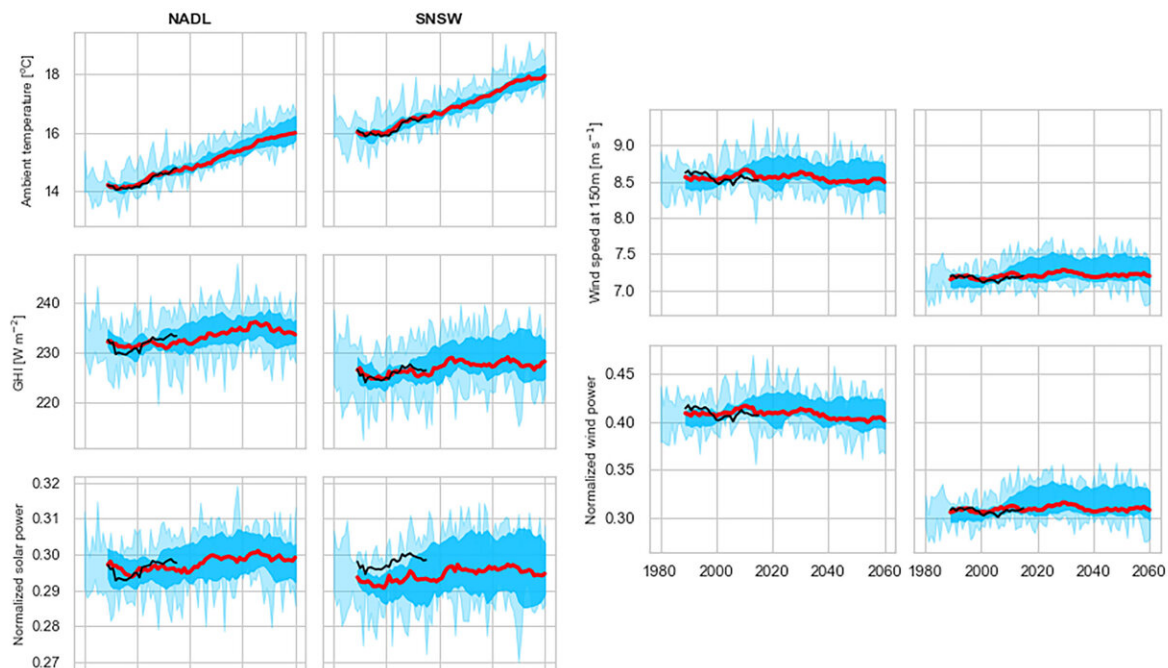 NADL
SNSW
Ambient temperature [°C]
18
16
14
GHI [W m⁻²]
240
230
220
Normalized solar power
0.32
0.31
0.30
0.29
0.28
0.27
Wind speed at 150m [m s⁻¹]
9.0
8.5
8.0
7.5
7.0
Normalized wind power
0.45
0.40
0.35
0.30
1980 2000 2020 2040 2060
1980 2000 2020 2040 2060